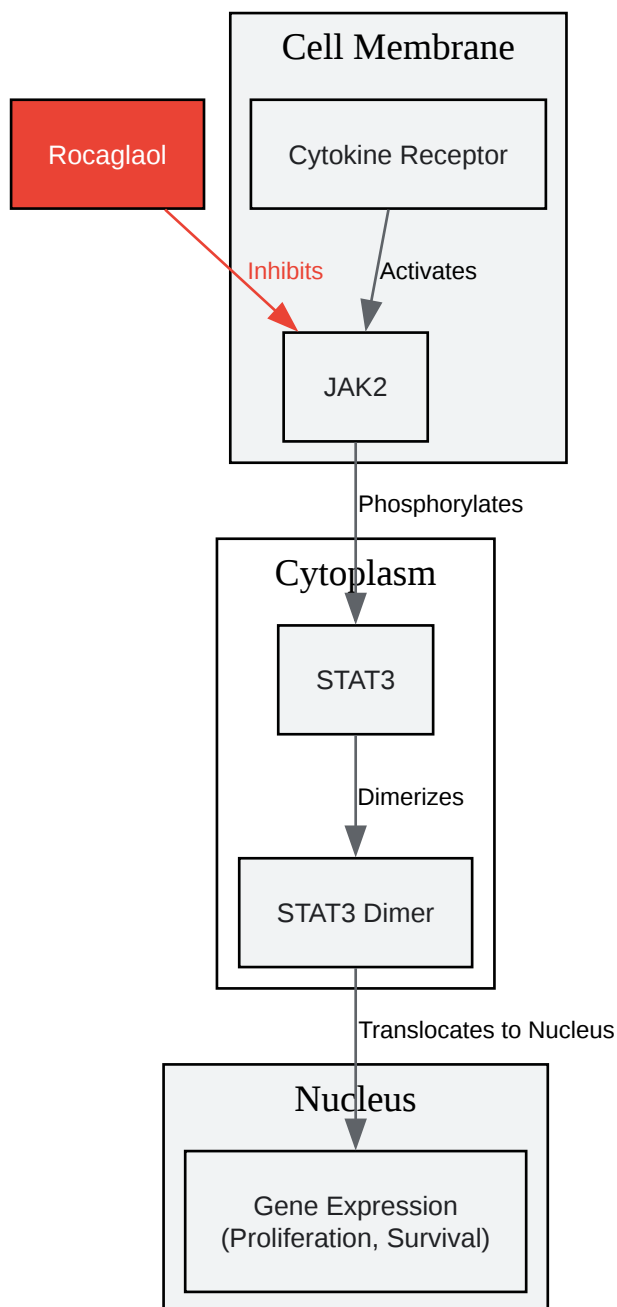 Cell Membrane
Rocaglaol
Cytokine Receptor
Inhibits
Activates
JAK2
Phosphorylates
Cytoplasm
STAT3
Dimerizes
STAT3 Dimer
Translocates to Nucleus
Nucleus
Gene Expression
(Proliferation, Survival)